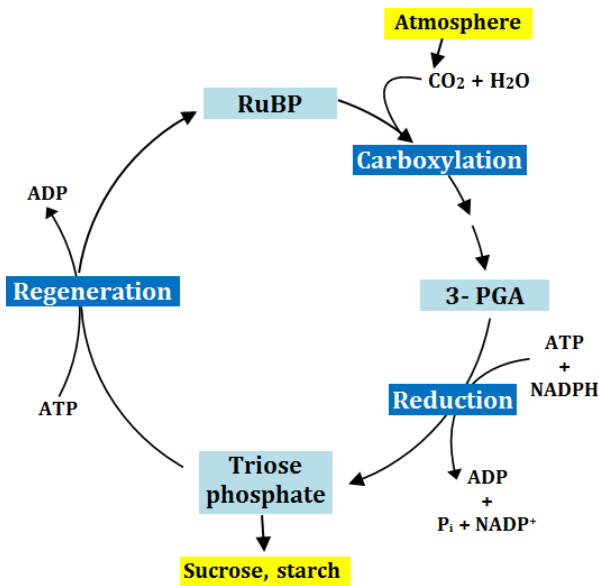 Atmosphere
CO₂ + H₂O
RuBP
Carboxylation
ADP
Regeneration
3- PGA
ATP
+
NADPH
Reduction
ATP
Triose
phosphate
ADP
+
Pᵢ + NADP⁺
Sucrose, starch